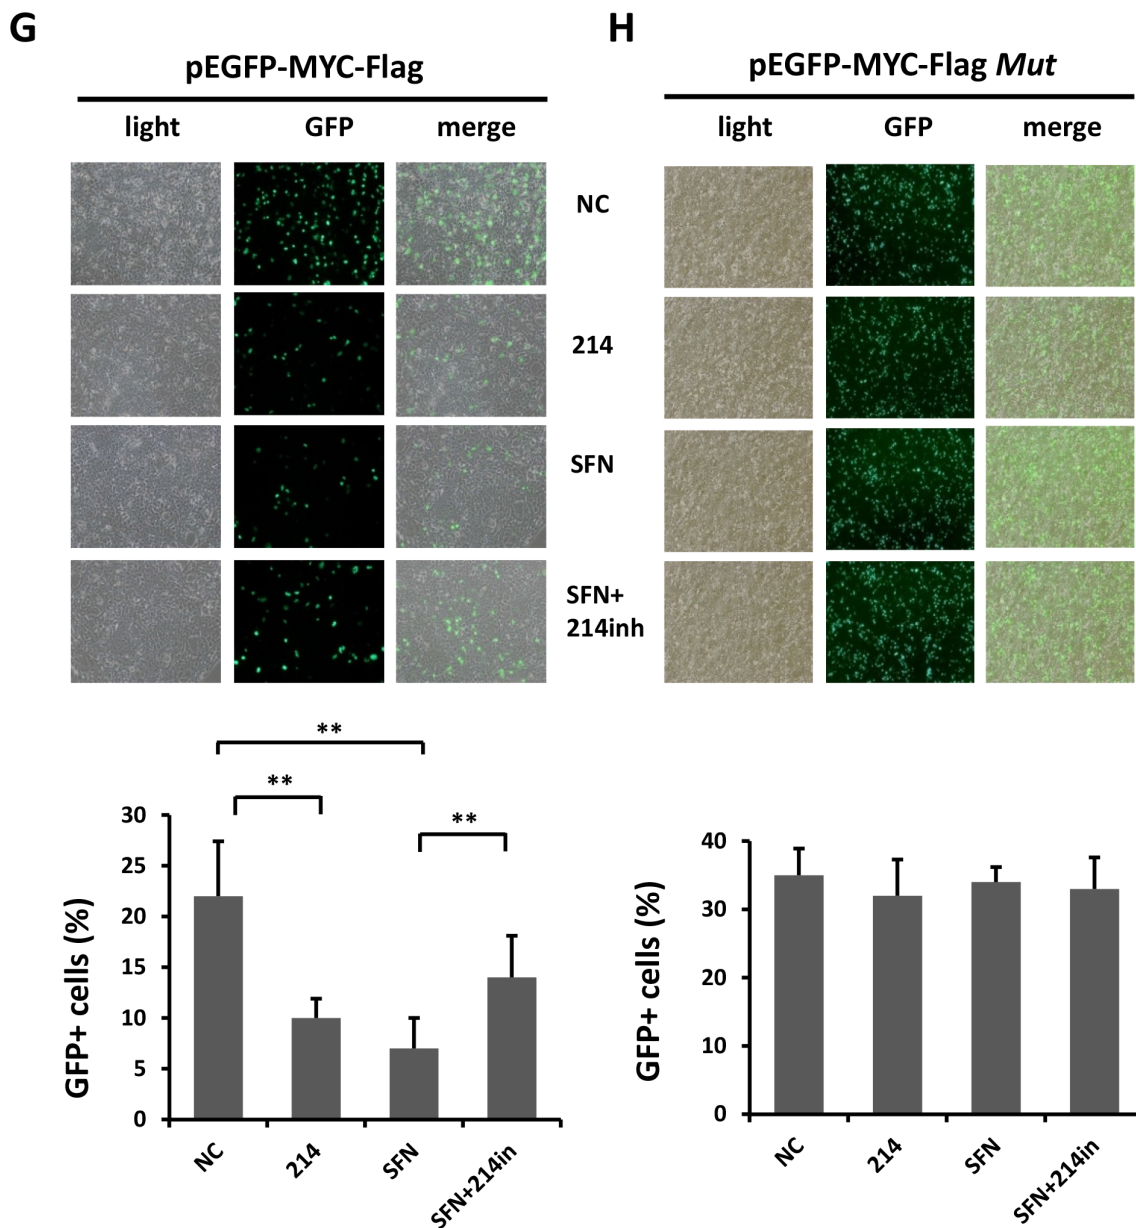 G
pEGFP-MYC-Flag
light GFP merge
H
pEGFP-MYC-Flag Mut
light GFP merge
NC
214
SFN
SFN+
214inh
**
**
**
GFP+ cells (%)
30
25
20
15
10
5
0
NC 214 SFN SFN+214in
GFP+ cells (%)
40
30
40
20
10
0
NC 214 SFN SFN+214in